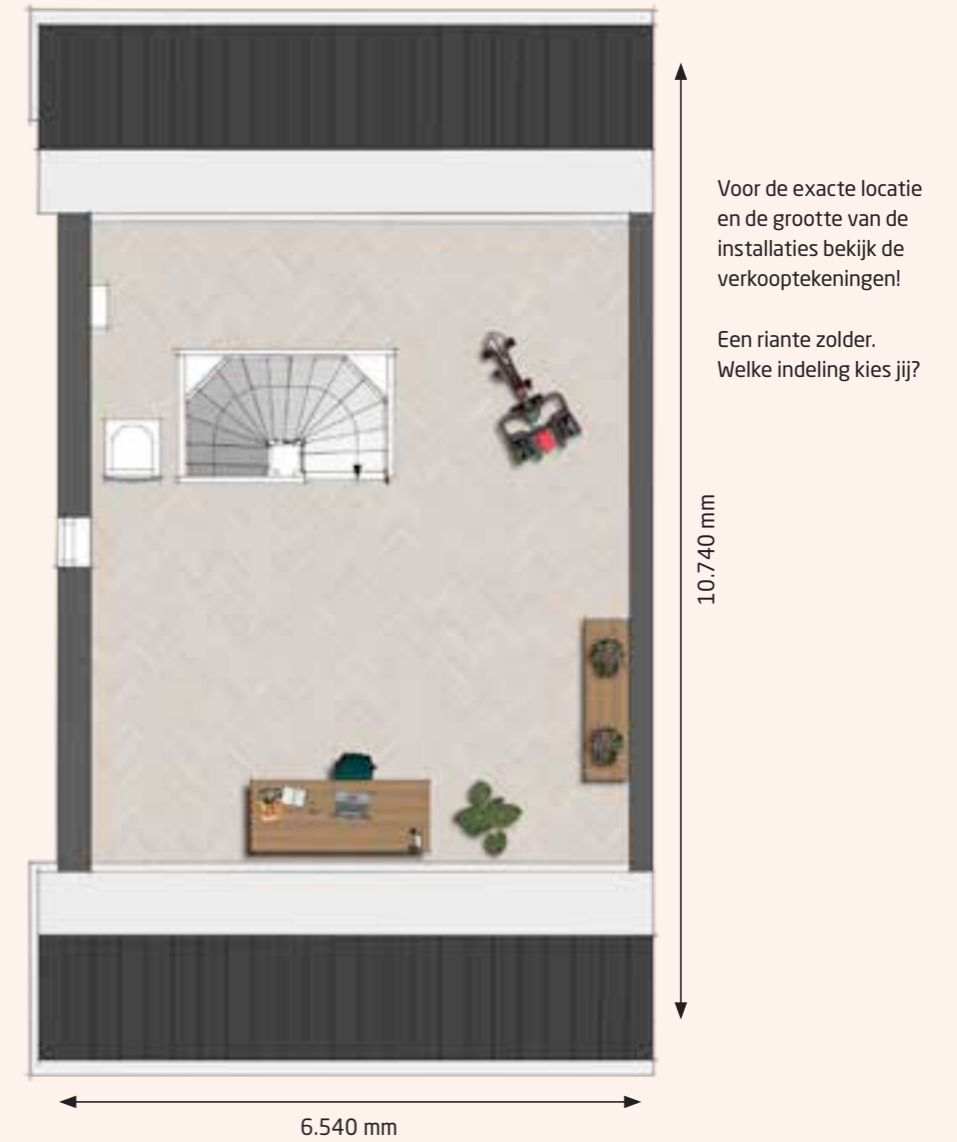 Voor de exacte locatie
en de grootte van de
installaties bekijk de
verkooptekeningen!
Een riante zolder.
Welke indeling kies jij?
10.740 mm
6.540 mm